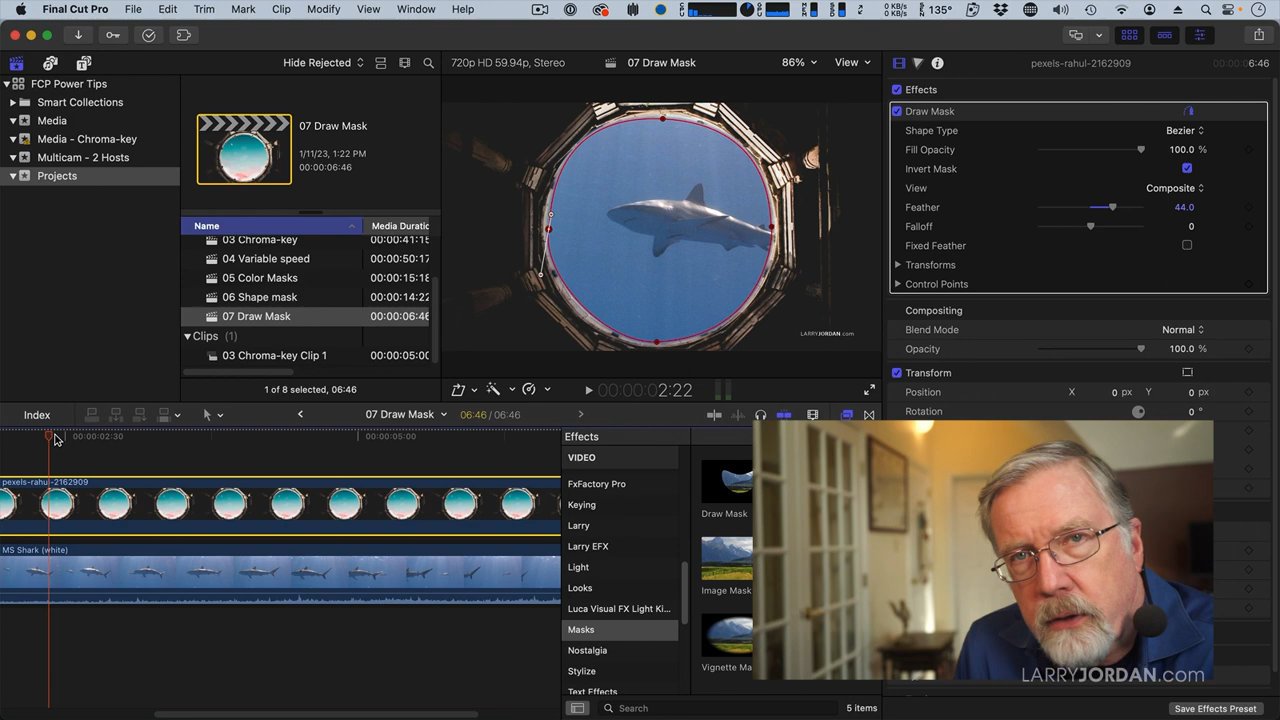 Final Cut Pro File Edit Trim Mark Clip Modify View Window Help 0 KB/s 0 KB/s 135°
Hide Rejected 720p HD 59.94p, Stereo 07 Draw Mask 86% View pexels-rahul-2162909 00:00:06:46
FCP Power Tips
Smart Collections
Media
Media - Chroma-key
Multicam - 2 Hosts
Projects
07 Draw Mask
1/11/23, 1:22 PM
00:00:06:46
Name Media Duratic
03 Chroma-key 00:00:41:15
04 Variable speed 00:00:50:17
05 Color Masks 00:00:15:18
06 Shape mask 00:00:14:22
07 Draw Mask 00:00:06:46
Clips (1)
03 Chroma-key Clip 1 00:00:05:00
1 of 8 selected, 06:46
LARRYJORDAN.com
00:00:02:22
Effects
Draw Mask
Shape Type Bezier
Fill Opacity 100.0 %
Invert Mask
View Composite
Feather 44.0
Falloff 0
Fixed Feather
Transforms
Control Points
Compositing
Blend Mode Normal
Opacity 100.0 %
Transform
Position X 0 px Y 0 px
Rotation 0 °
Index 07 Draw Mask 06:46 / 06:46
00:00:02:30 00:00:05:00
pexels-rahul-2162909
MS Shark (white)
Effects
VIDEO
FxFactory Pro
Keying
Larry
Larry EFX
Light
Looks
Luca Visual FX Light Ki...
Masks
Nostalgia
Stylize
Text Effects
Draw Mask
Image Mask
Vignette Ma
Search 5 items
LARRYJORDAN.com
Save Effects Preset